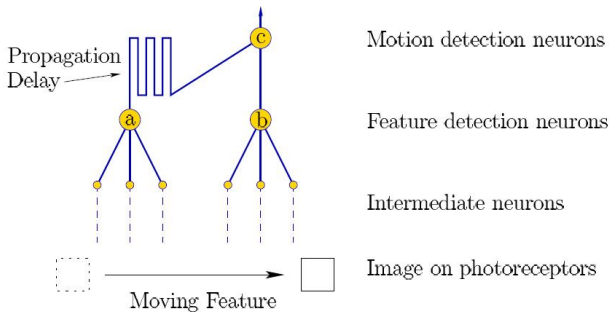 c
Motion detection neurons
Propagation
Delay
a
b
Feature detection neurons
Intermediate neurons
Image on photoreceptors
Moving Feature